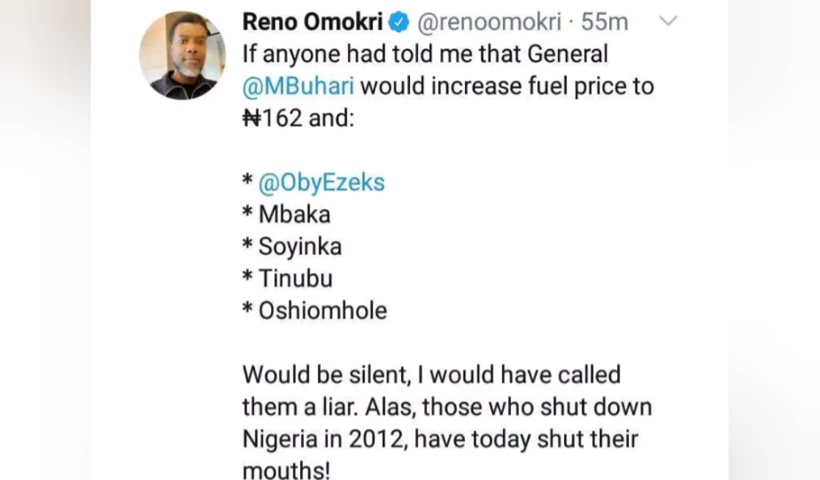 Reno Omokri @renoomokri · 55m
If anyone had told me that General
@MBuhari would increase fuel price to
₦162 and:
* @ObyEzeks
* Mbaka
* Soyinka
* Tinubu
* Oshiomhole
Would be silent, I would have called
them a liar. Alas, those who shut down
Nigeria in 2012, have today shut their
mouths!